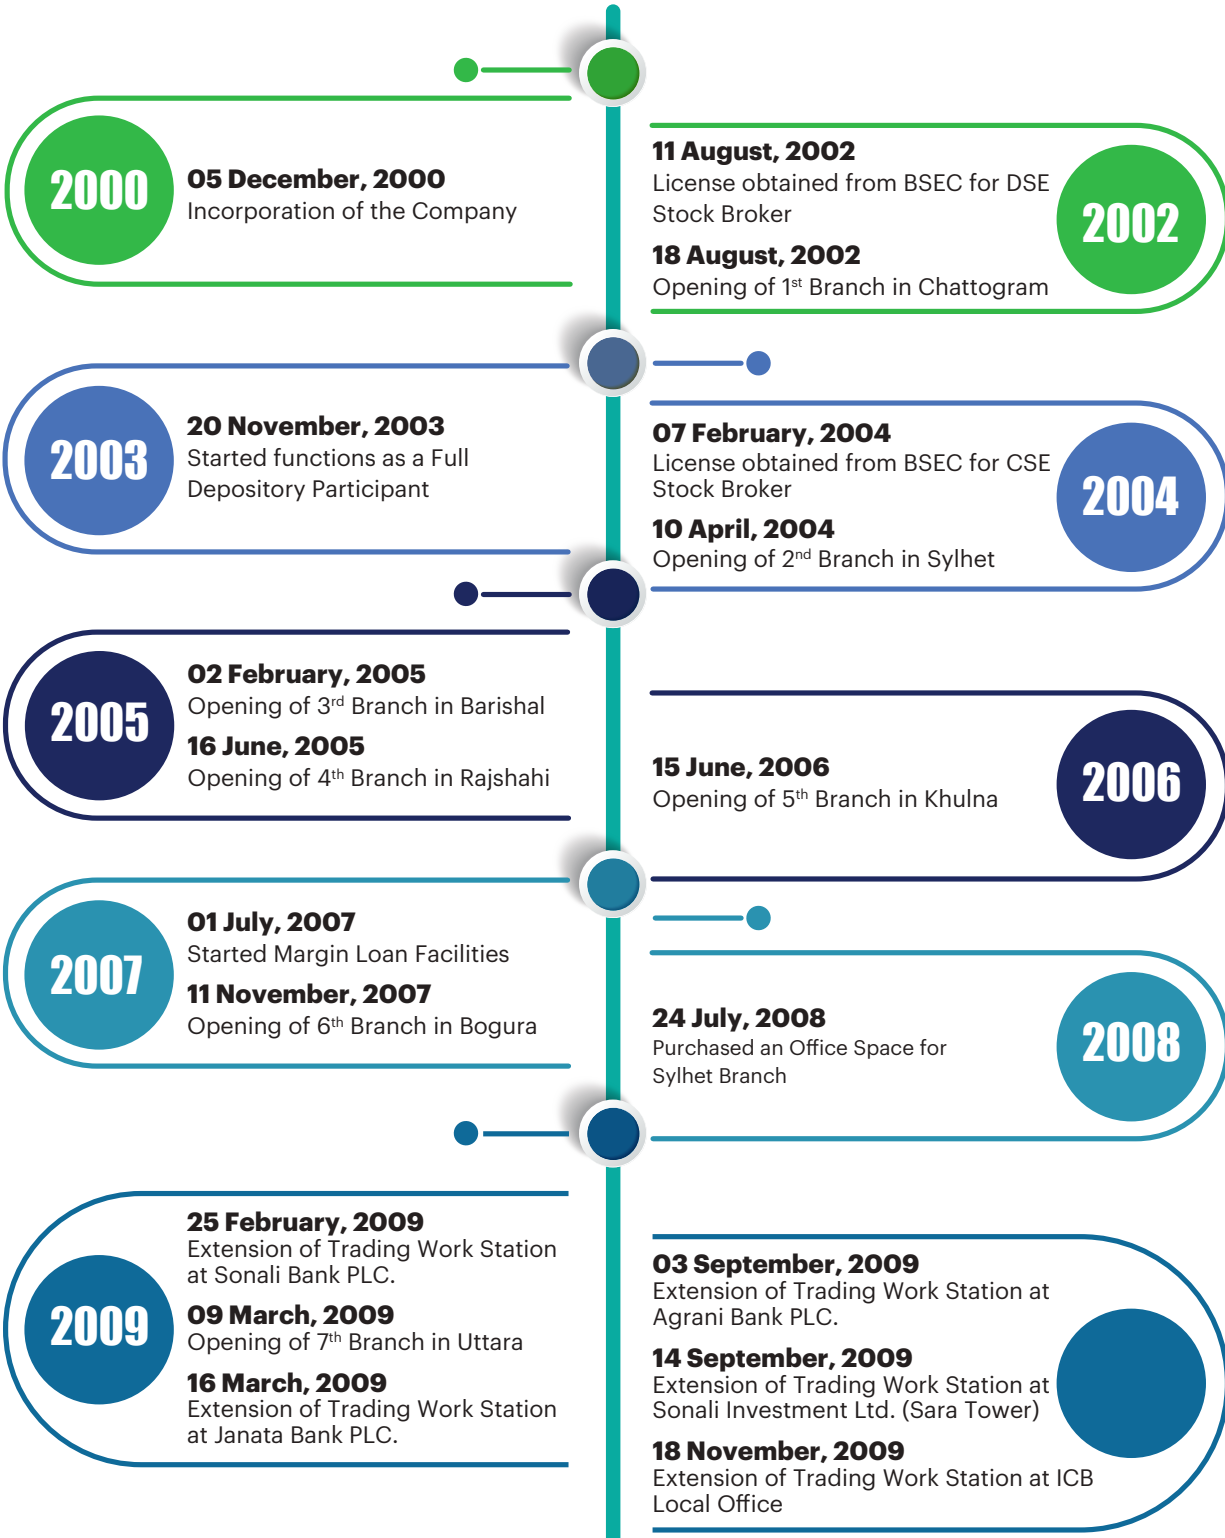 2000
05 December, 2000
Incorporation of the Company
11 August, 2002
License obtained from BSEC for DSE
Stock Broker
18 August, 2002
Opening of 1st Branch in Chattogram
2002
2003
20 November, 2003
Started functions as a Full
Depository Participant
07 February, 2004
License obtained from BSEC for CSE
Stock Broker
10 April, 2004
Opening of 2nd Branch in Sylhet
2004
2005
02 February, 2005
Opening of 3rd Branch in Barishal
16 June, 2005
Opening of 4th Branch in Rajshahi
15 June, 2006
Opening of 5th Branch in Khulna
2006
2007
01 July, 2007
Started Margin Loan Facilities
11 November, 2007
Opening of 6th Branch in Bogura
24 July, 2008
Purchased an Office Space for
Sylhet Branch
2008
2009
25 February, 2009
Extension of Trading Work Station
at Sonali Bank PLC.
09 March, 2009
Opening of 7th Branch in Uttara
16 March, 2009
Extension of Trading Work Station
at Janata Bank PLC.
03 September, 2009
Extension of Trading Work Station at
Agrani Bank PLC.
14 September, 2009
Extension of Trading Work Station at
Sonali Investment Ltd. (Sara Tower)
18 November, 2009
Extension of Trading Work Station at ICB
Local Office